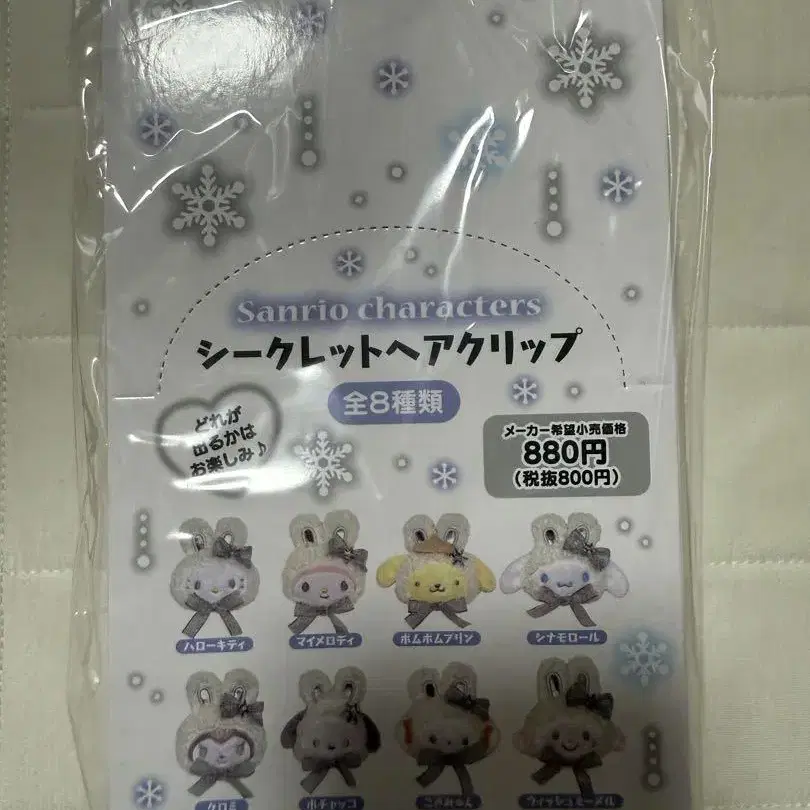 Sanrio characters
シークレットヘアクリップ
全8種類
どれが
出るかは
お楽しみ♪
メーカー希望小売価格
880円
(税抜800円)
ハローキティ
マイメロディ
ポムポムプリン
シナモロール
クロミ
ポチャッコ
こぎみゅん
ウィッシュミーメル